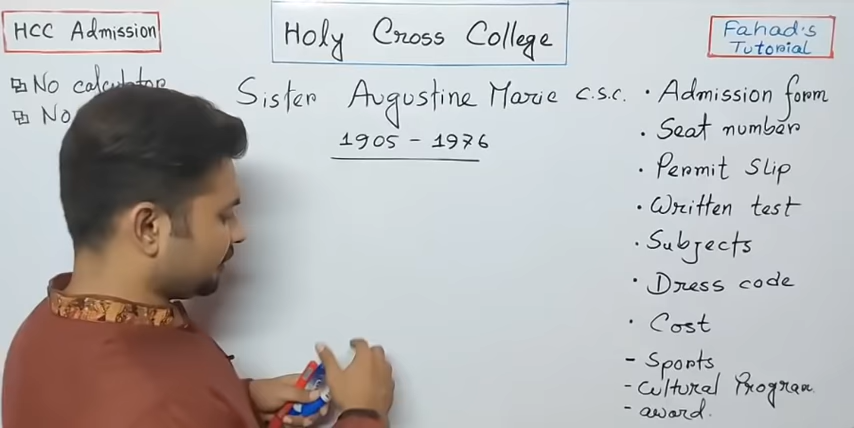 HCC Admission
Holy Cross College
Fahad's
Tutorial
No calculator
No
Sister Augustine Marie c.s.c.
1905 - 1976
• Admission form
• Seat number
• Permit Slip
• Written test
• Subjects
• Dress code
• Cost
- Sports
- Cultural Program
- award.